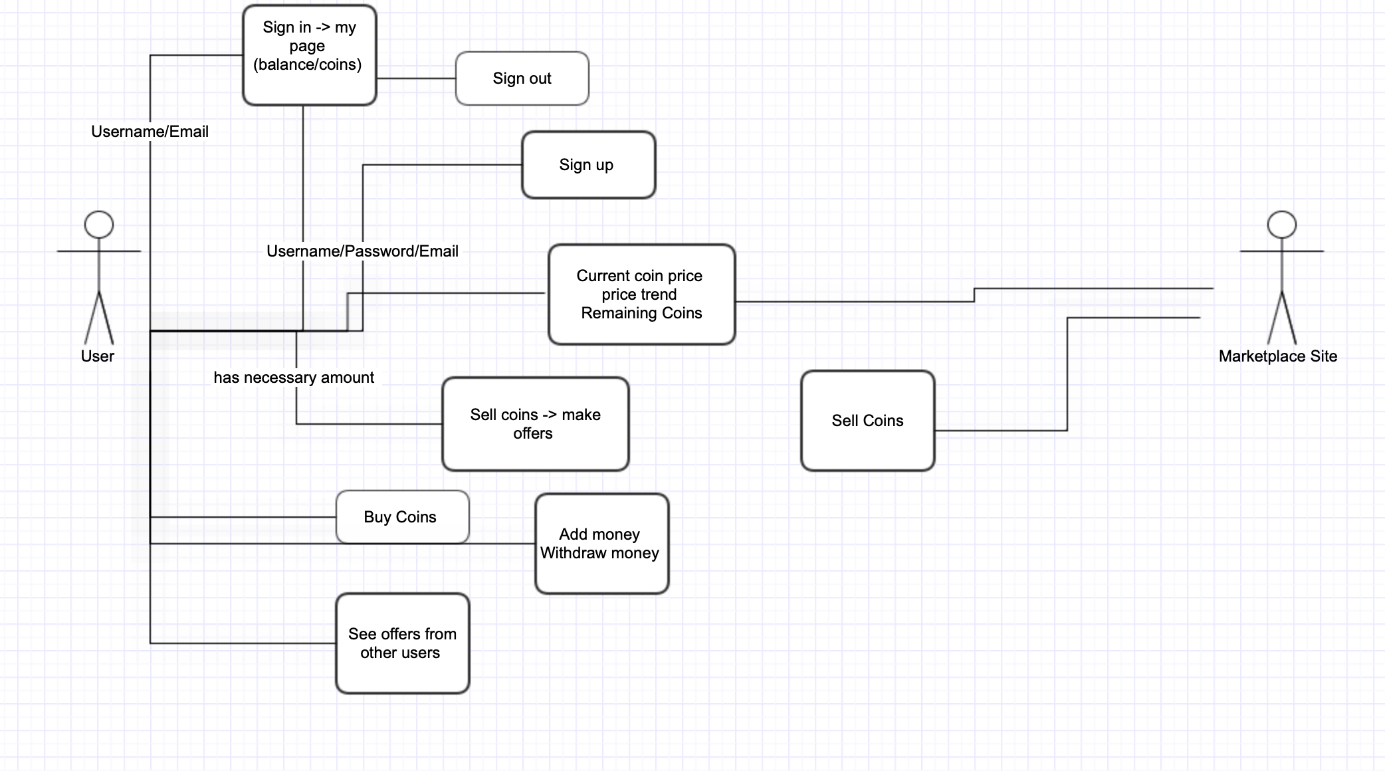 Sign in -> my
page
(balance/coins)
Sign out
Username/Email
Sign up
Username/Password/Email
Current coin price
price trend
Remaining Coins
User
Marketplace Site
has necessary amount
Sell coins -> make
offers
Sell Coins
Buy Coins
Add money
Withdraw money
See offers from
other users